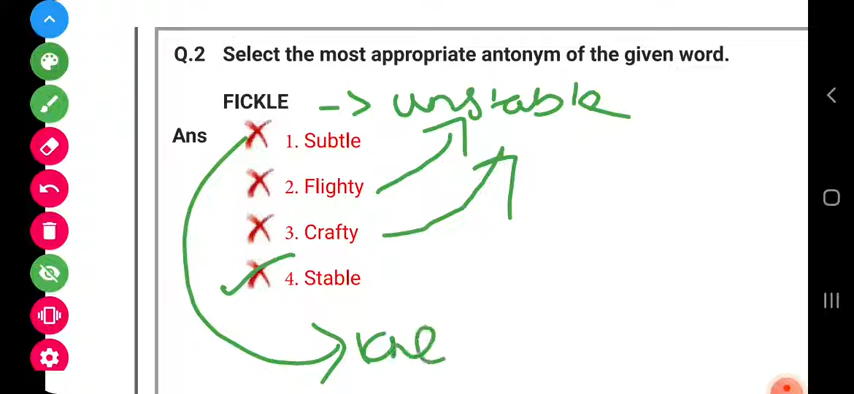 Q.2 Select the most appropriate antonym of the given word.
FICKLE -> unstable
Ans 1. Subtle
2. Flighty
3. Crafty
4. Stable